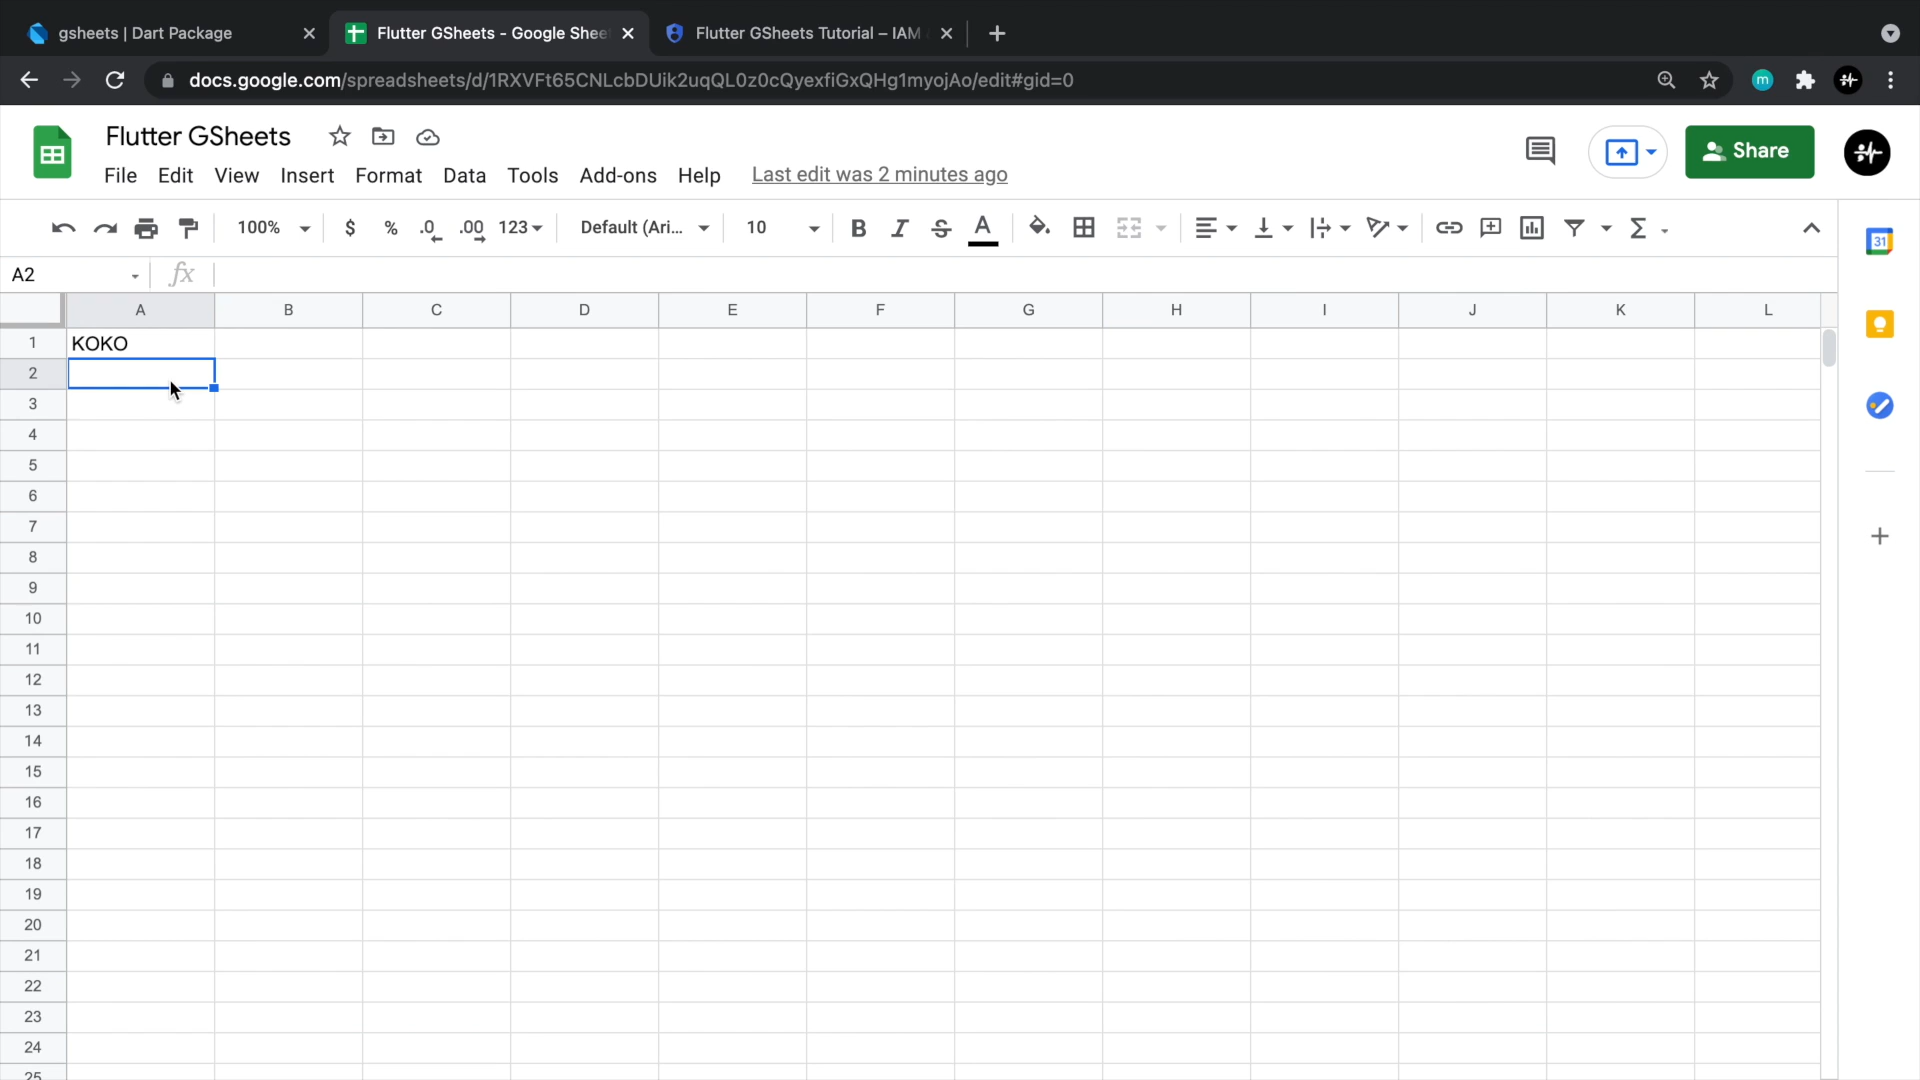 gsheets | Dart Package
Flutter GSheets - Google Shee
Flutter GSheets Tutorial – IAM
docs.google.com/spreadsheets/d/1RXVFt65CNLcbDUik2uqQL0z0cQyexfiGxQHg1myojAo/edit#gid=0
m
Flutter GSheets
Share
File Edit View Insert Format Data Tools Add-ons Help Last edit was 2 minutes ago
100% $ % .0 .00 123 Default (Ari... 10 B I S A Σ
31
A2 fx
A B C D E F G H I J K L
1 KOKO
2
3
4
5
6
7
8
9
10
11
12
13
14
15
16
17
18
19
20
21
22
23
24
25